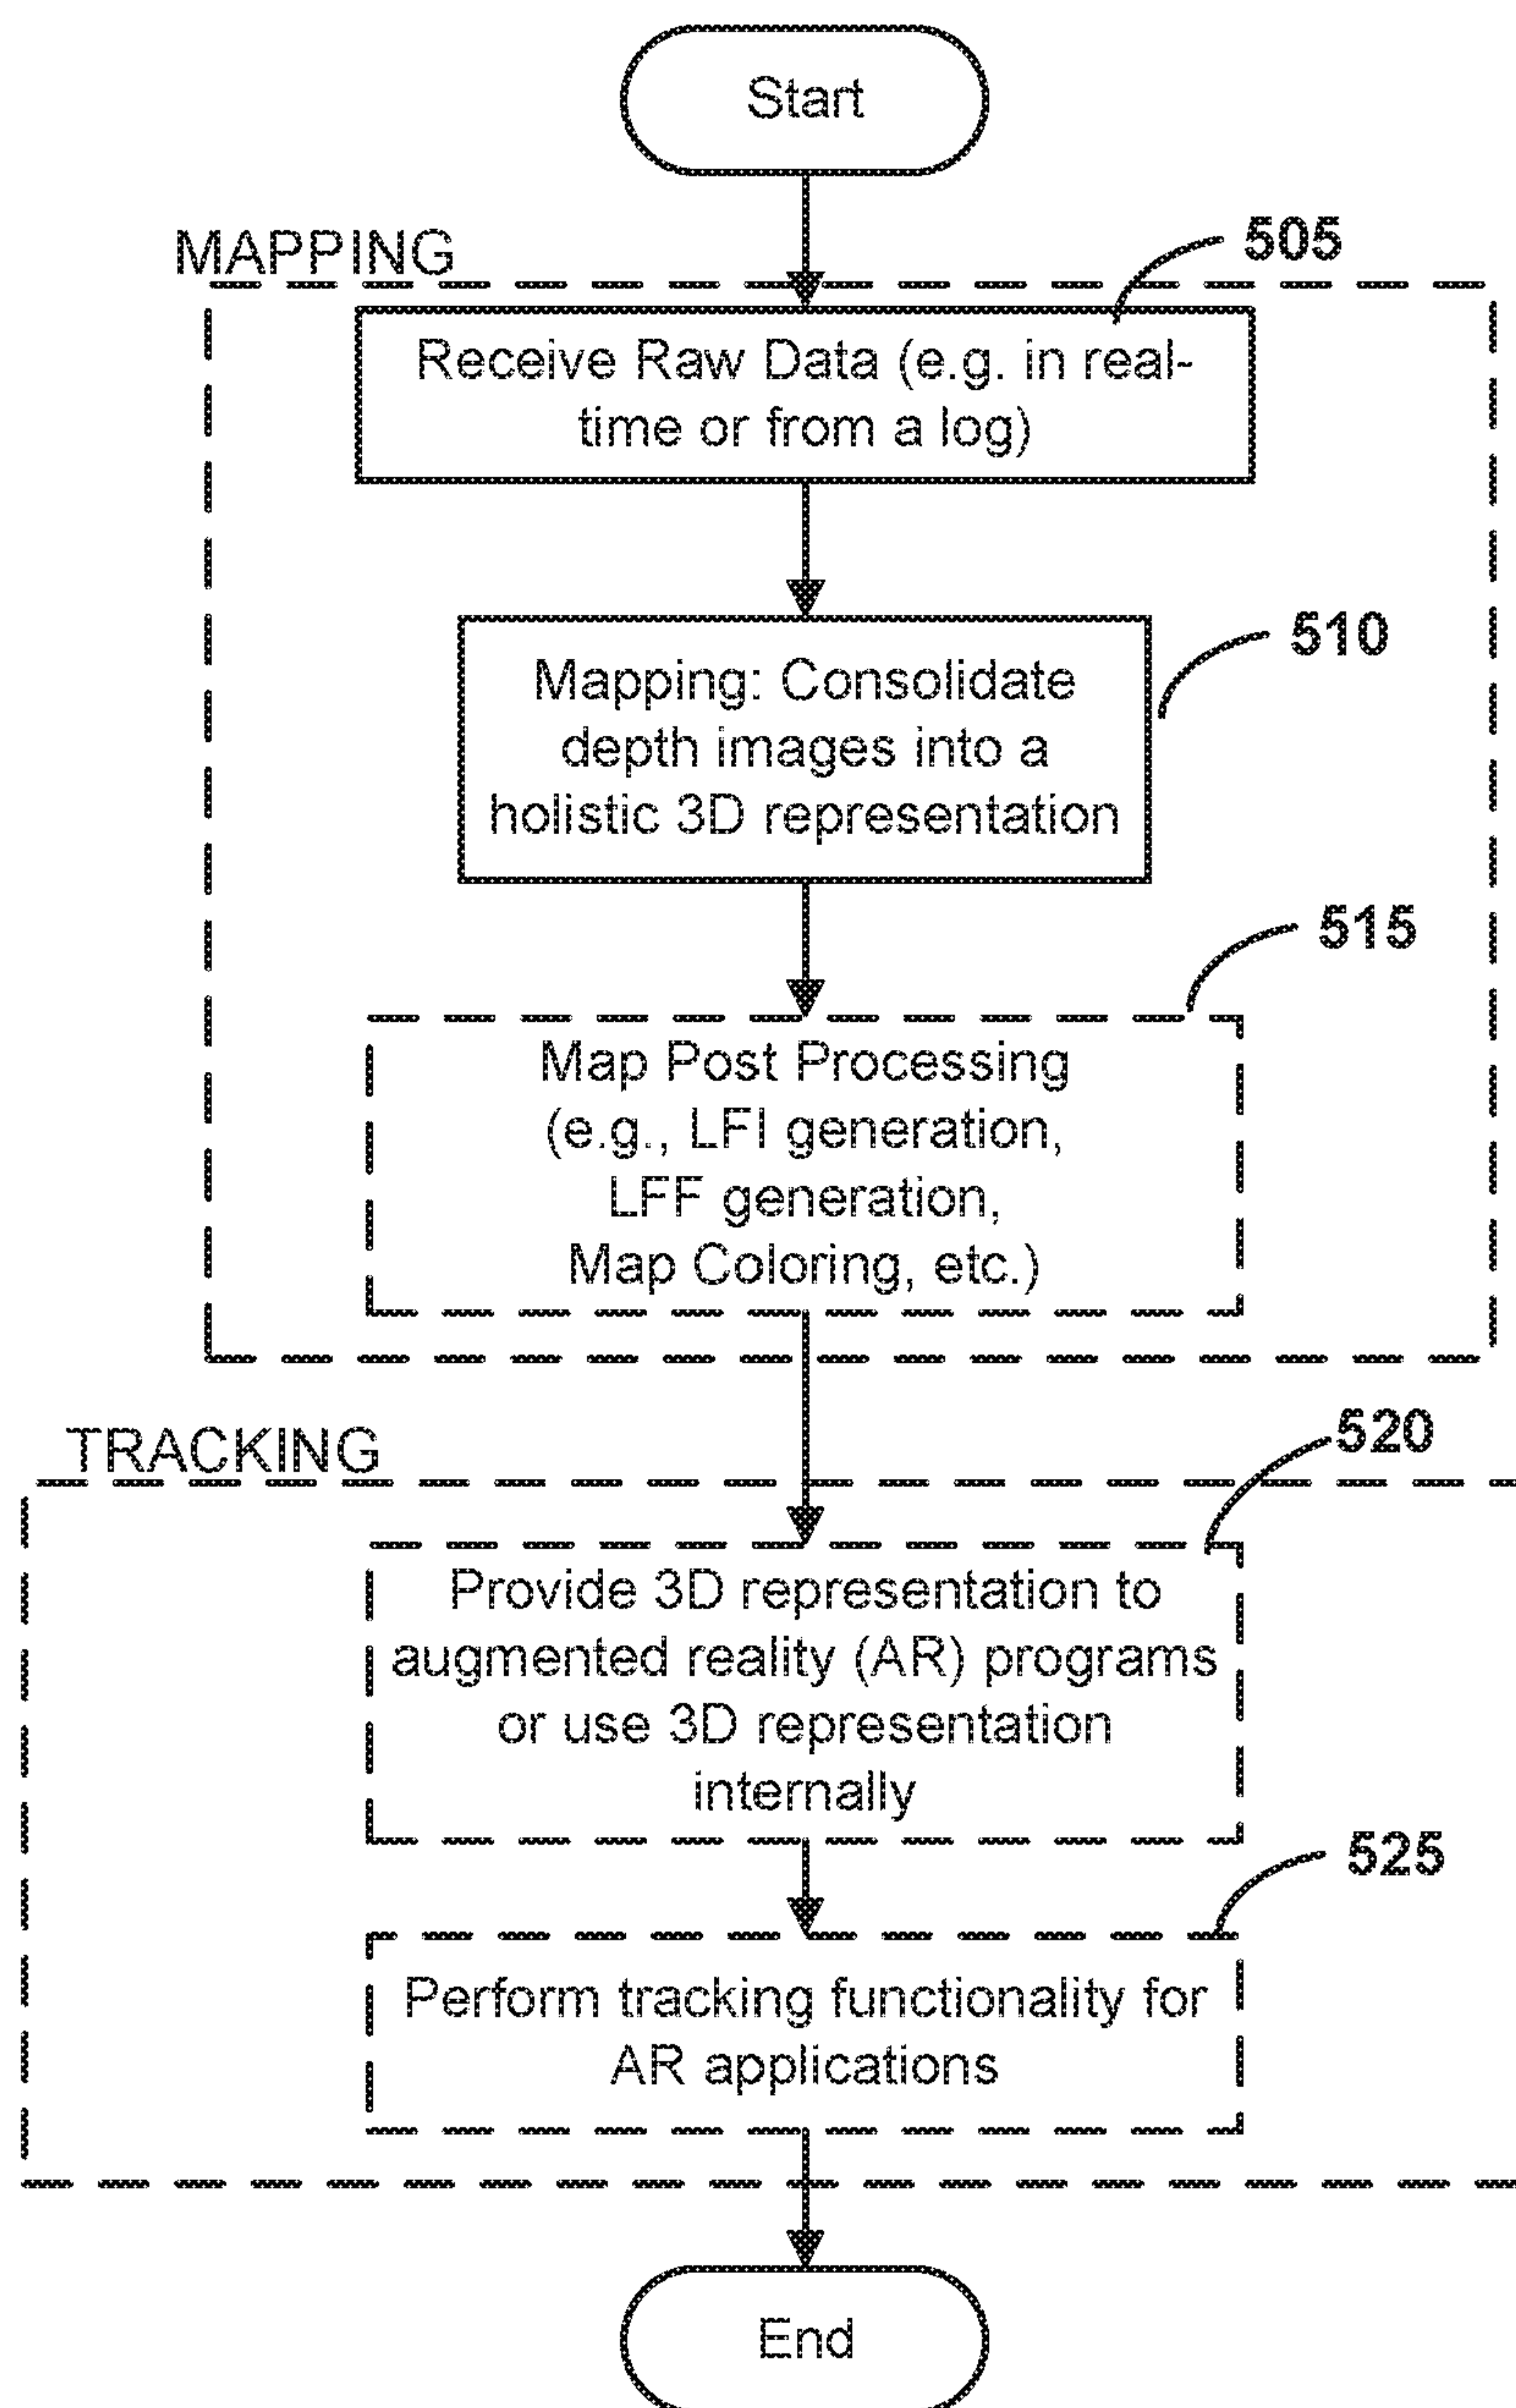 Start
MAPPING
505
Receive Raw Data (e.g. in real-
time or from a log)
510
Mapping: Consolidate
depth images into a
holistic 3D representation
515
Map Post Processing
(e.g., LFI generation,
LFF generation,
Map Coloring, etc.)
TRACKING
520
Provide 3D representation to
augmented reality (AR) programs
or use 3D representation
internally
525
Perform tracking functionality for
AR applications
End